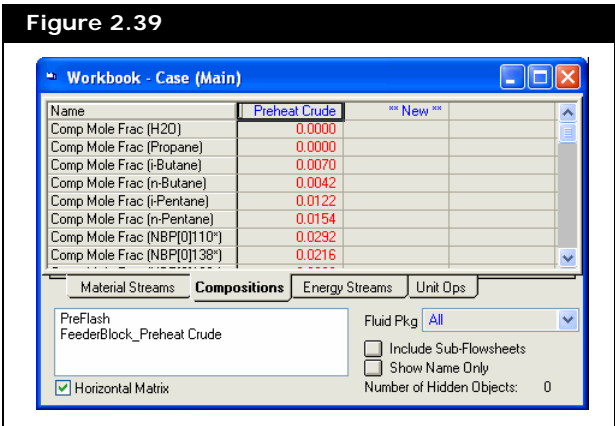 Figure 2.39
Workbook - Case (Main)
Name Preheat Crude ** New **
Comp Mole Frac (H2O) 0.0000
Comp Mole Frac (Propane) 0.0000
Comp Mole Frac (i-Butane) 0.0070
Comp Mole Frac (n-Butane) 0.0042
Comp Mole Frac (i-Pentane) 0.0122
Comp Mole Frac (n-Pentane) 0.0154
Comp Mole Frac (NBP[0]110*) 0.0292
Comp Mole Frac (NBP[0]138*) 0.0216
Material Streams Compositions Energy Streams Unit Ops
PreFlash
FeederBlock_Preheat Crude
Fluid Pkg All
Include Sub-Flowsheets
Show Name Only
Horizontal Matrix
Number of Hidden Objects: 0